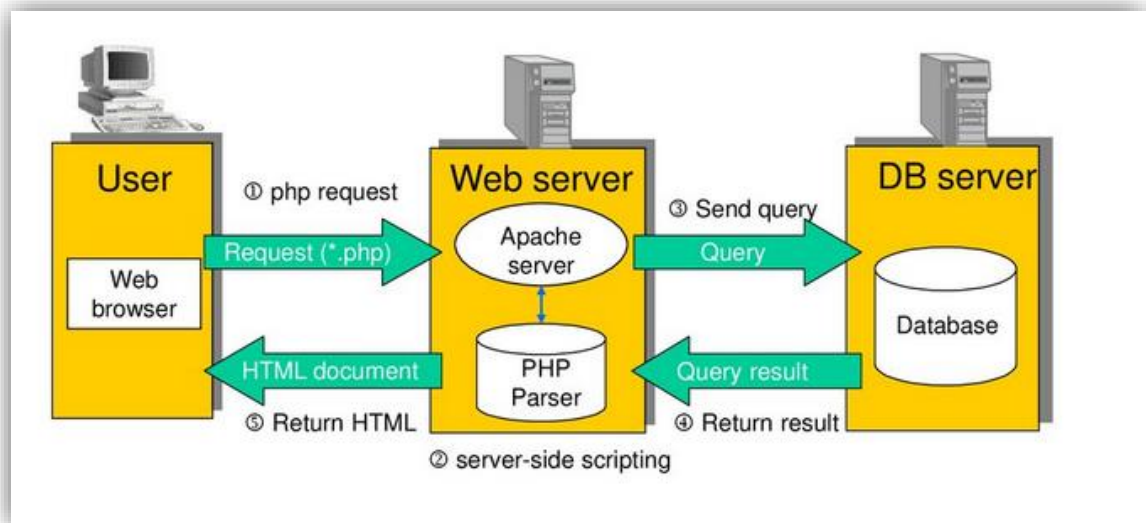 User
Web server
DB server
① php request
③ Send query
Apache
server
Request (*.php)
Query
Web
browser
Database
HTML document
PHP
Parser
Query result
⑤ Return HTML
④ Return result
② server-side scripting